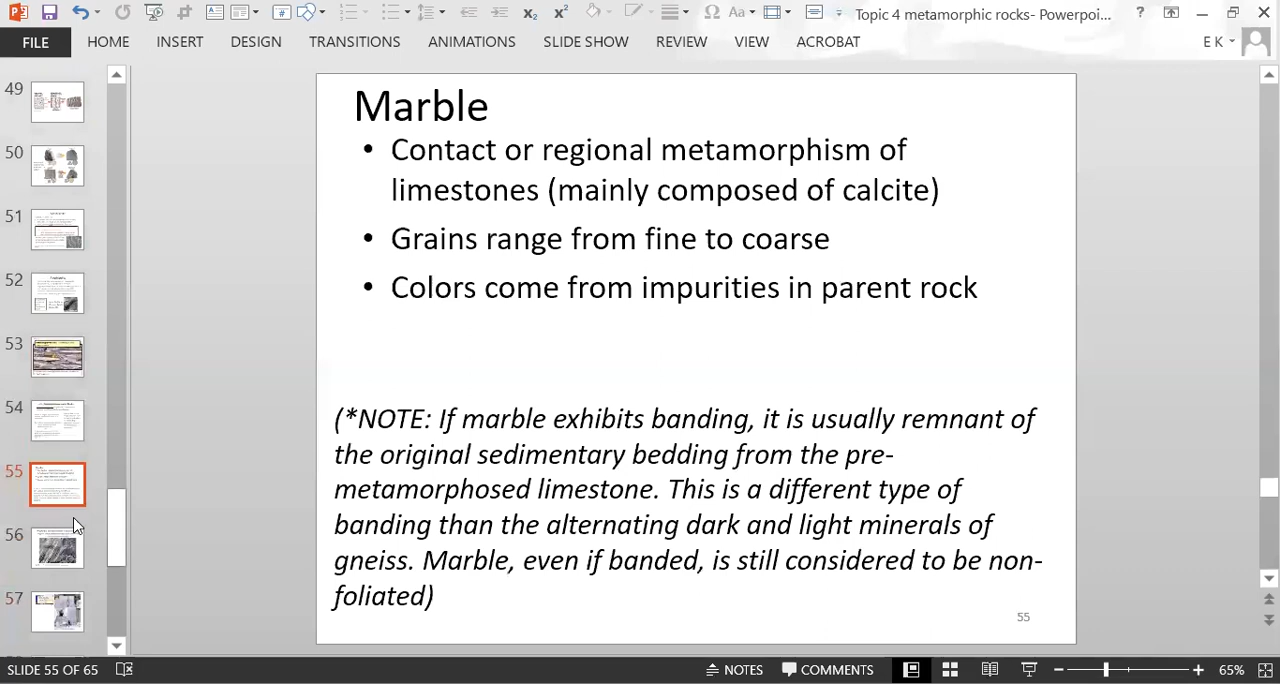 Topic 4 metamorphic rocks- Powerpoi...
FILE HOME INSERT DESIGN TRANSITIONS ANIMATIONS SLIDE SHOW REVIEW VIEW ACROBAT E K
49
50
51
52
53
54
55
56
57
Marble
• Contact or regional metamorphism of
limestones (mainly composed of calcite)
• Grains range from fine to coarse
• Colors come from impurities in parent rock
(*NOTE: If marble exhibits banding, it is usually remnant of
the original sedimentary bedding from the pre-
metamorphosed limestone. This is a different type of
banding than the alternating dark and light minerals of
gneiss. Marble, even if banded, is still considered to be non-
foliated)
55
SLIDE 55 OF 65 NOTES COMMENTS 65%